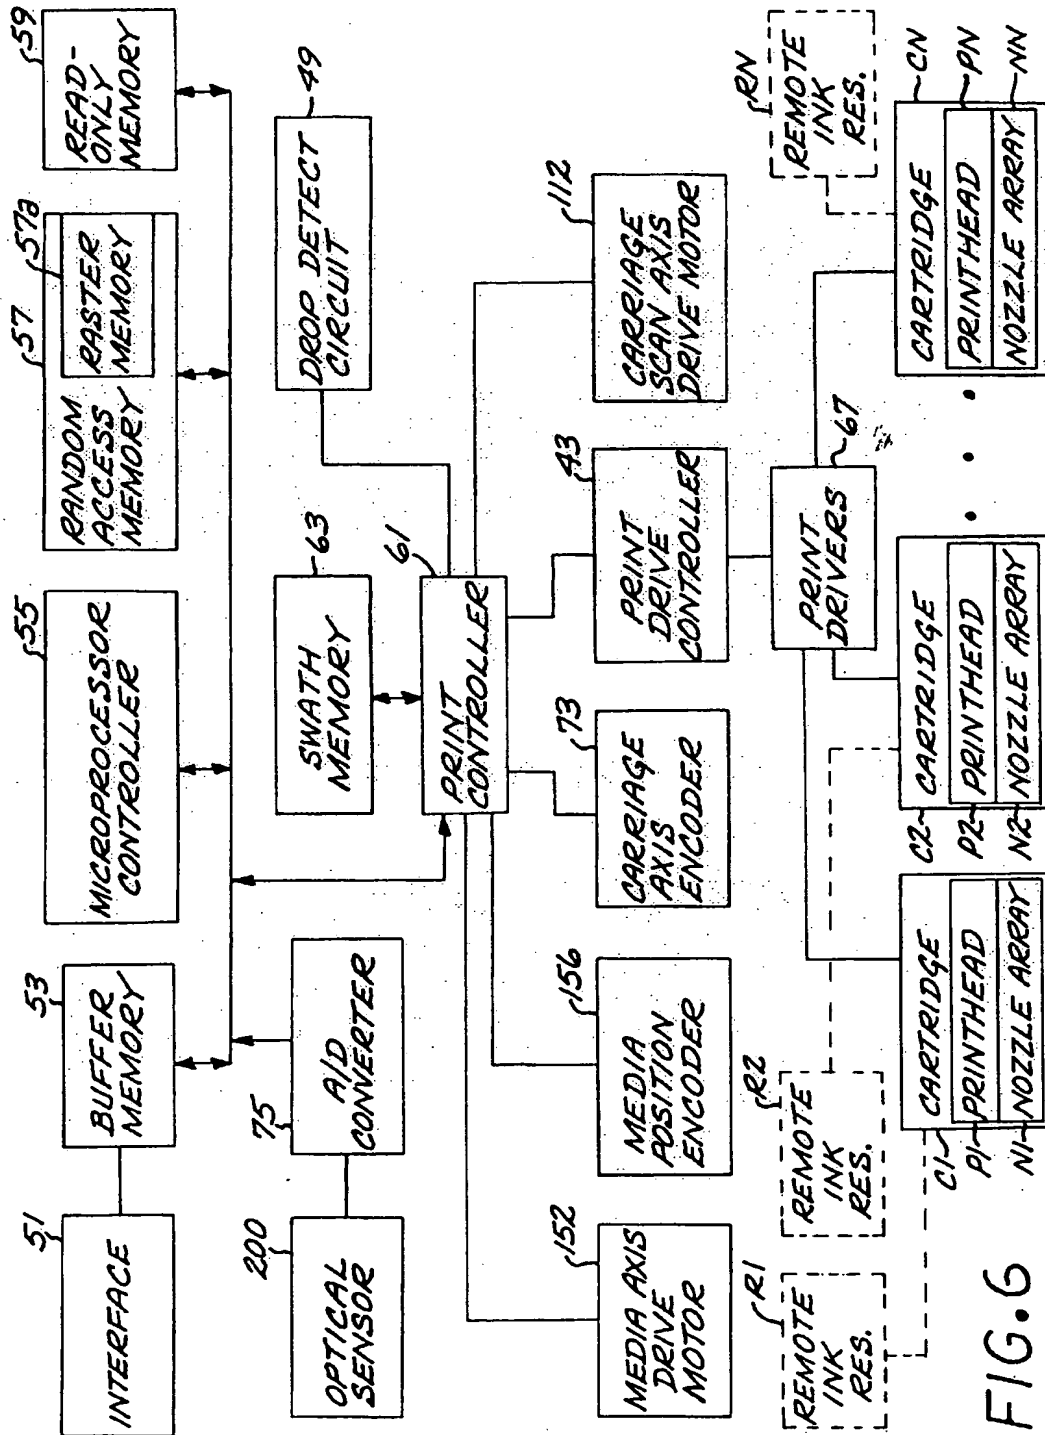 51
INTERFACE
53
BUFFER
MEMORY
55
MICROPROCESSOR
CONTROLLER
57
RANDOM
ACCESS
MEMORY
57a
RASTER
MEMORY
59
READ-
ONLY
MEMORY
200
OPTICAL
SENSOR
75
A/D
CONVERTER
63
SWATH
MEMORY
61
PRINT
CONTROLLER
49
DROP DETECT
CIRCUIT
152
MEDIA AXIS
DRIVE
MOTOR
156
MEDIA
POSITION
ENCODER
73
CARRIAGE
AXIS
ENCODER
43
PRINT
DRIVE
CONTROLLER
112
CARRIAGE
SCAN AXIS
DRIVE MOTOR
R1
REMOTE
INK
RES.
R2
REMOTE
INK
RES.
67
PRINT
DRIVERS
RN
REMOTE
INK
RES.
C1
CARTRIDGE
P1
PRINTHEAD
N1
NOZZLE ARRAY
C2
CARTRIDGE
P2
PRINTHEAD
N2
NOZZLE ARRAY
• • •
CARTRIDGE
CN
PRINTHEAD
PN
NOZZLE ARRAY
NN
FIG.6